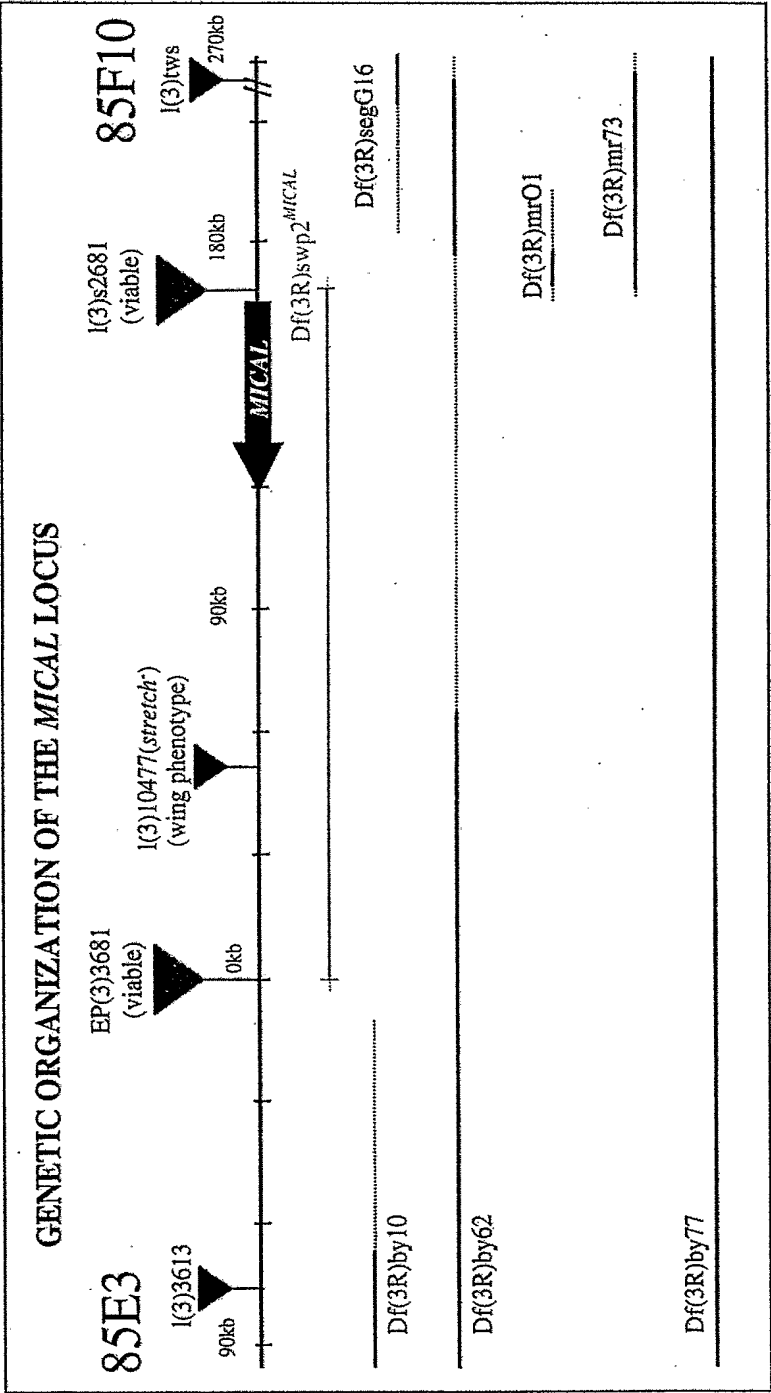 GENETIC ORGANIZATION OF THE MICAL LOCUS
85E3
85F10
l(3)3613
EP(3)3681
(viable)
l(3)10477(stretch-)
(wing phenotype)
l(3)s2681
(viable)
l(3)tws
90kb
0kb
90kb
180kb
270kb
MICAL
Df(3R)swp2MICAL
Df(3R)by10
Df(3R)segG16
Df(3R)by62
Df(3R)mrO1
Df(3R)mr73
Df(3R)by77